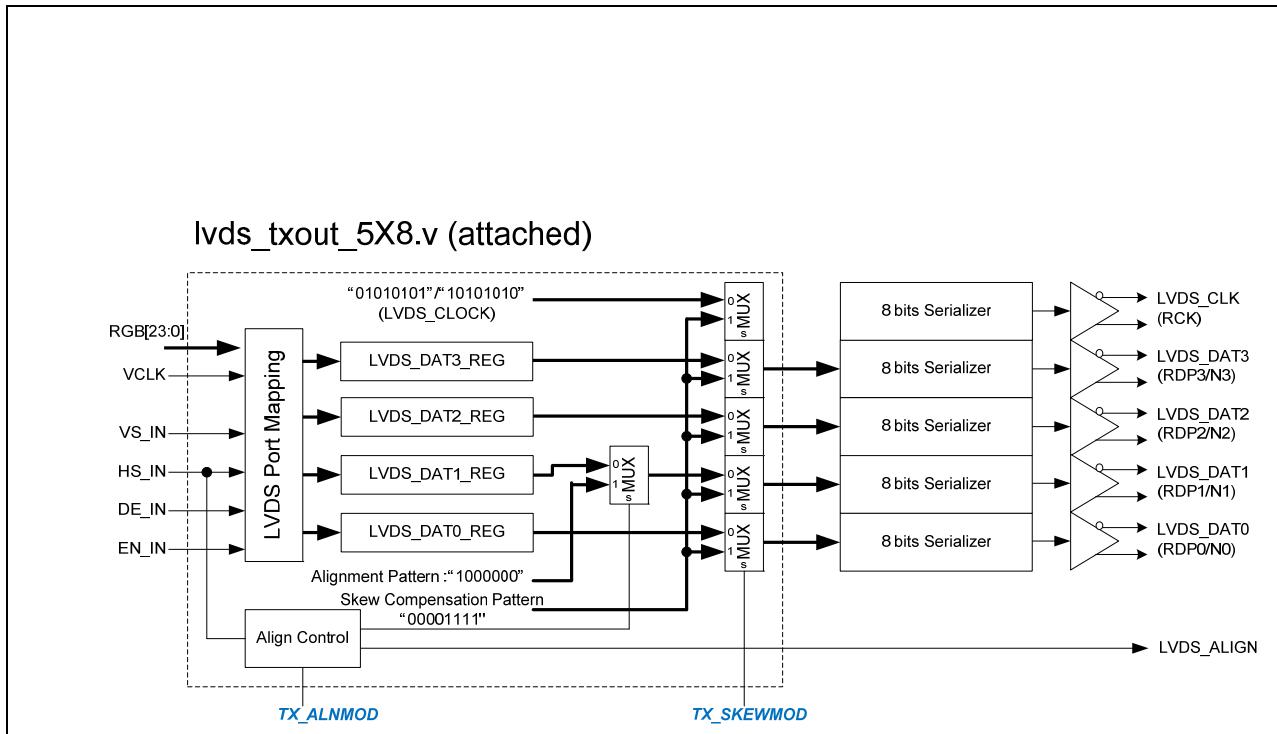 lvds_txout_5X8.v (attached)
"01010101"/"10101010"
(LVDS_CLOCK)
RGB[23:0]
VCLK
VS_IN
HS_IN
DE_IN
EN_IN
LVDS Port Mapping
LVDS_DAT3_REG
LVDS_DAT2_REG
LVDS_DAT1_REG
LVDS_DAT0_REG
0
1
MUX
s
0
1
MUX
s
0
1
MUX
s
0
1
MUX
s
0
1
MUX
s
0
1
MUX
s
8 bits Serializer
8 bits Serializer
8 bits Serializer
8 bits Serializer
8 bits Serializer
LVDS_CLK
(RCK)
LVDS_DAT3
(RDP3/N3)
LVDS_DAT2
(RDP2/N2)
LVDS_DAT1
(RDP1/N1)
LVDS_DAT0
(RDP0/N0)
Alignment Pattern :"1000000"
Skew Compensation Pattern
"00001111"
Align Control
LVDS_ALIGN
TX_ALNMOD
TX_SKEWMOD